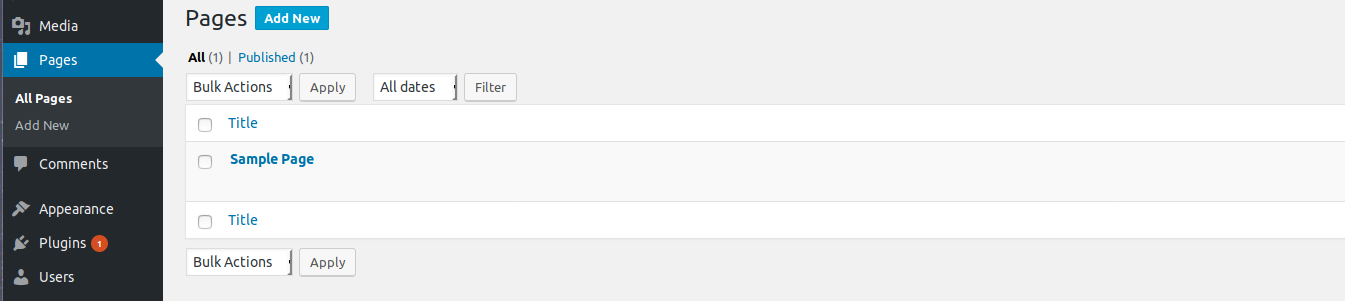 Media
Pages
All Pages
Add New
Comments
Appearance
Plugins 1
Users
Pages Add New
All (1) | Published (1)
Bulk Actions Apply All dates Filter
Title
Sample Page
Title
Bulk Actions Apply